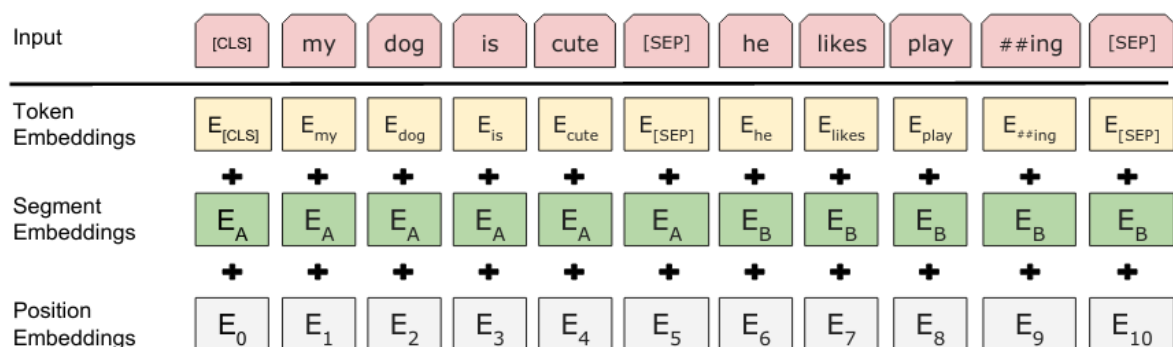 Input [CLS] my dog is cute [SEP] he likes play ##ing [SEP]
Token
Embeddings E[CLS] Emy Edog Eis Ecute E[SEP] Ehe Elikes Eplay E##ing E[SEP]
+ + + + + + + + + + +
Segment
Embeddings EA EA EA EA EA EA EB EB EB EB EB
+ + + + + + + + + + +
Position
Embeddings E0 E1 E2 E3 E4 E5 E6 E7 E8 E9 E10